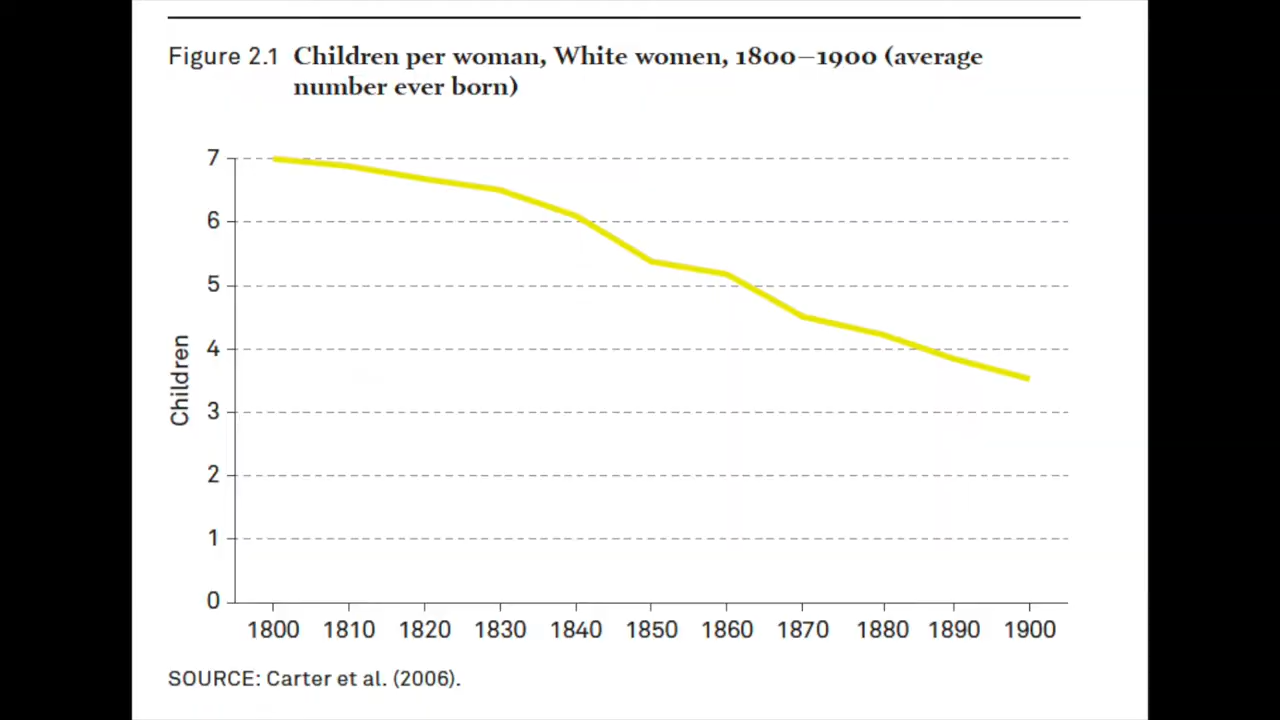 Figure 2.1 Children per woman, White women, 1800–1900 (average
number ever born)
7
6
5
4
3
2
1
0
Children
1800 1810 1820 1830 1840 1850 1860 1870 1880 1890 1900
SOURCE: Carter et al. (2006).